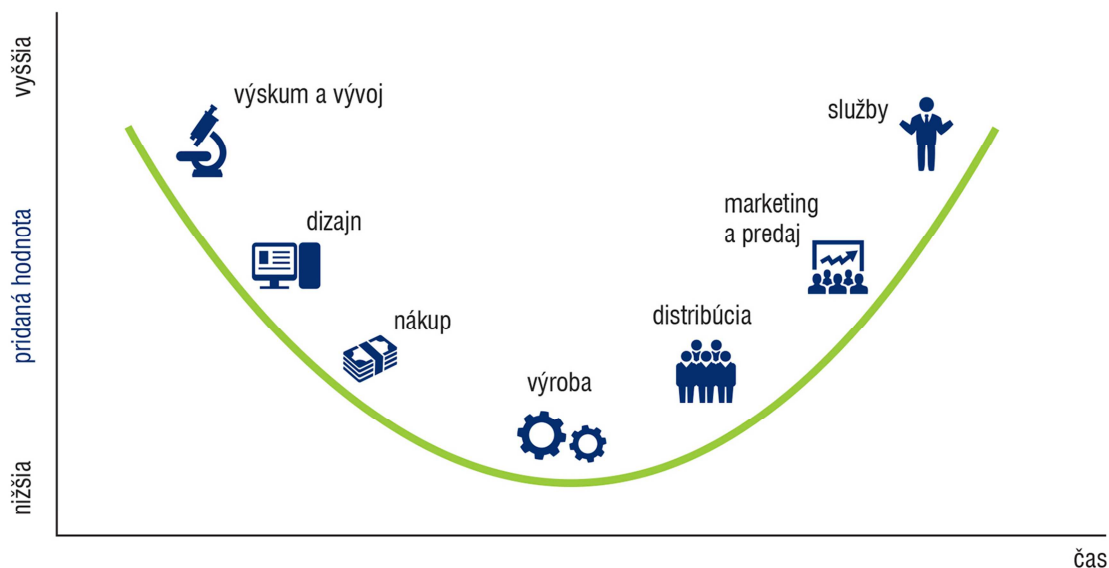 vyššia
pridaná hodnota
nižšia
výskum a vývoj
dizajn
nákup
výroba
distribúcia
marketing
a predaj
služby
čas